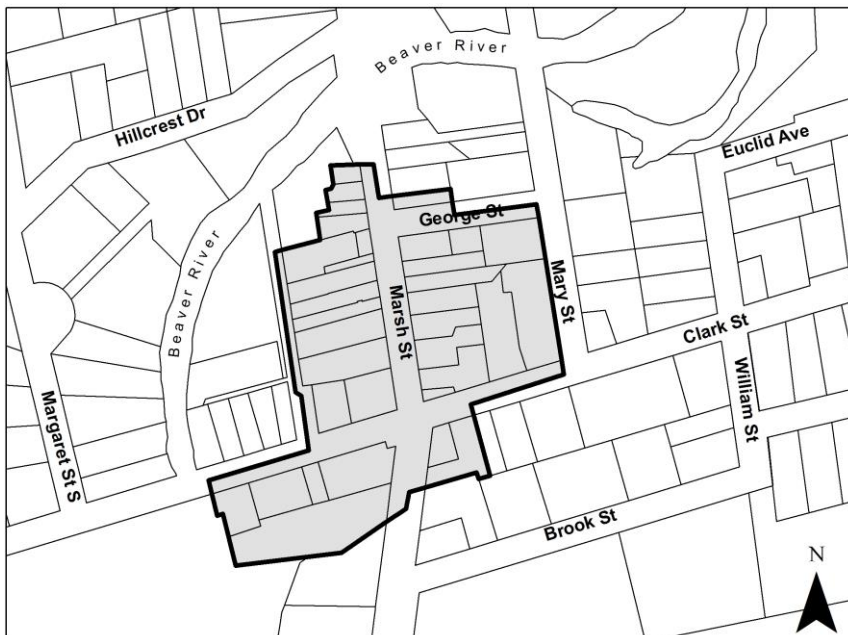 Beaver River
Hillcrest Dr
Euclid Ave
George St
Beaver River
Mary St
Marsh St
Clark St
Margaret St S
William St
Brook St
N